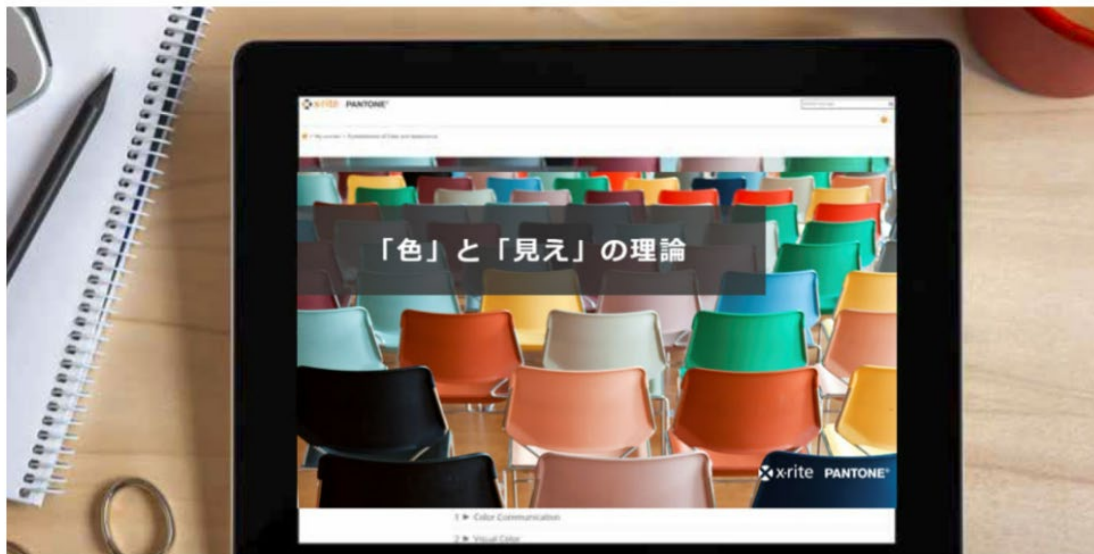 x-rite PANTONE®
「色」と「見え」の理論
x-rite PANTONE®
1 ▶ Color Communication
2 ▶ Visual Color